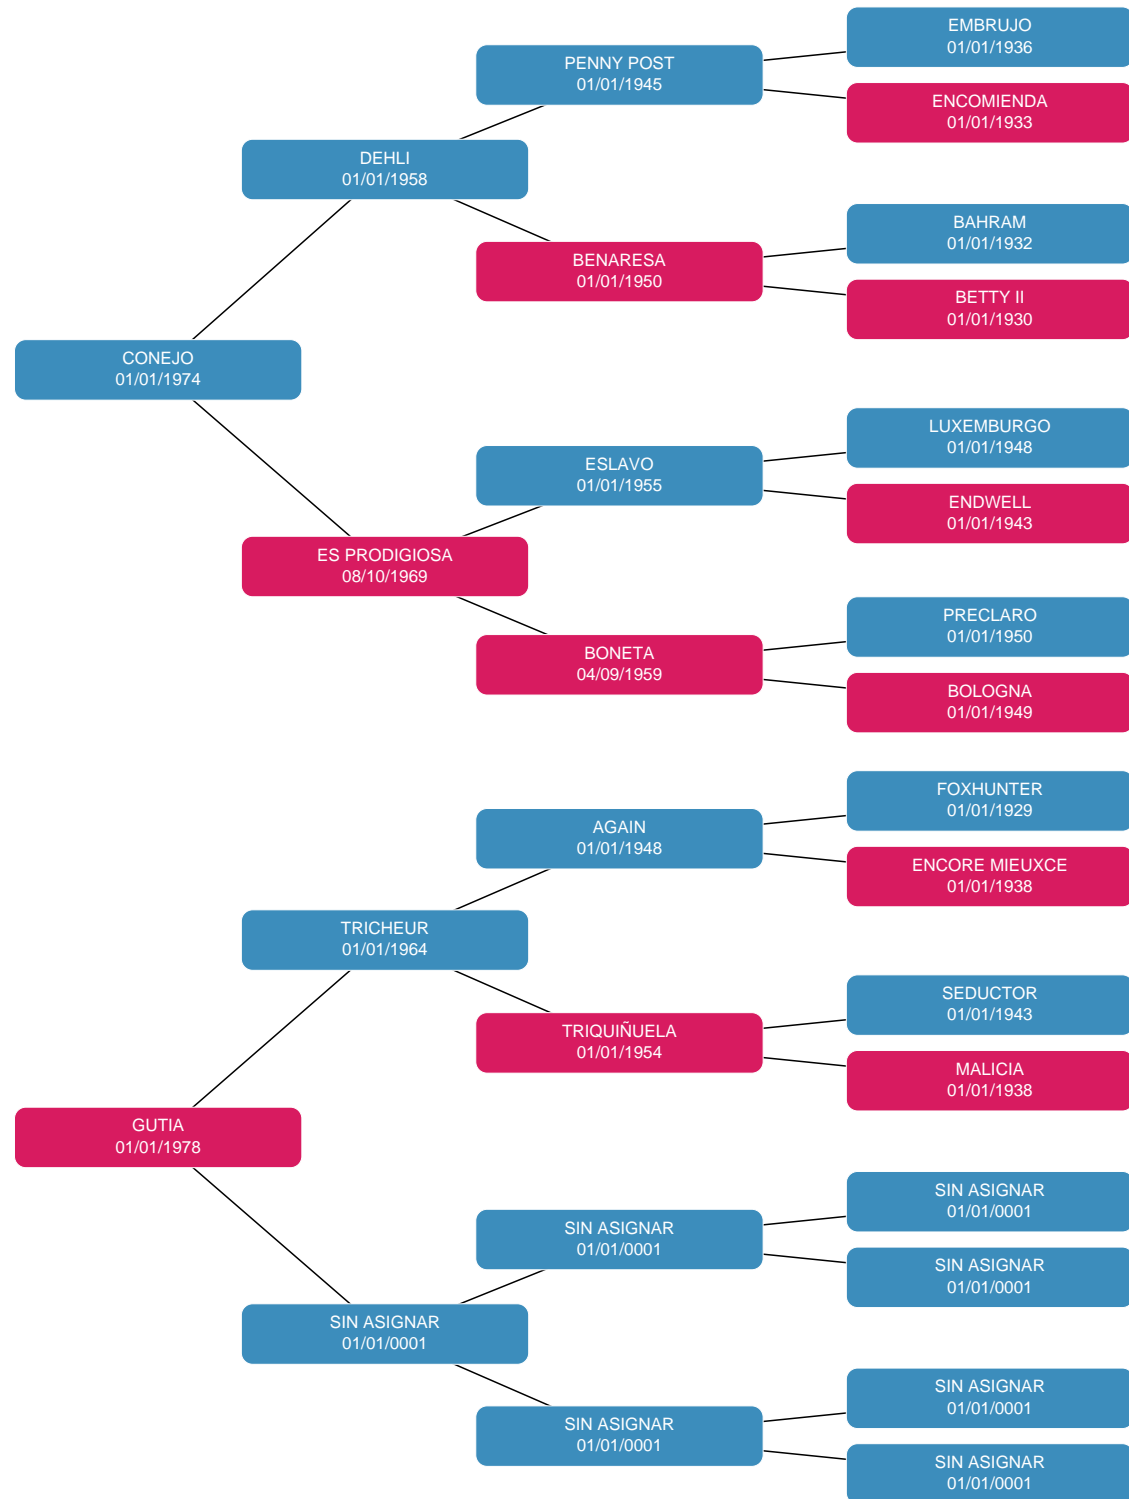 EMBRUJO
01/01/1936
PENNY POST
01/01/1945
ENCOMIENDA
01/01/1933
DEHLI
01/01/1958
BAHRAM
01/01/1932
BENARESA
01/01/1950
BETTY II
01/01/1930
CONEJO
01/01/1974
LUXEMBURGO
01/01/1948
ESLAVO
01/01/1955
ENDWELL
01/01/1943
ES PRODIGIOSA
08/10/1969
PRECLARO
01/01/1950
BONETA
04/09/1959
BOLOGNA
01/01/1949
FOXHUNTER
01/01/1929
AGAIN
01/01/1948
ENCORE MIEUXCE
01/01/1938
TRICHEUR
01/01/1964
SEDUCTOR
01/01/1943
TRIQUIÑUELA
01/01/1954
MALICIA
01/01/1938
GUTIA
01/01/1978
SIN ASIGNAR
01/01/0001
SIN ASIGNAR
01/01/0001
SIN ASIGNAR
01/01/0001
SIN ASIGNAR
01/01/0001
SIN ASIGNAR
01/01/0001
SIN ASIGNAR
01/01/0001
SIN ASIGNAR
01/01/0001